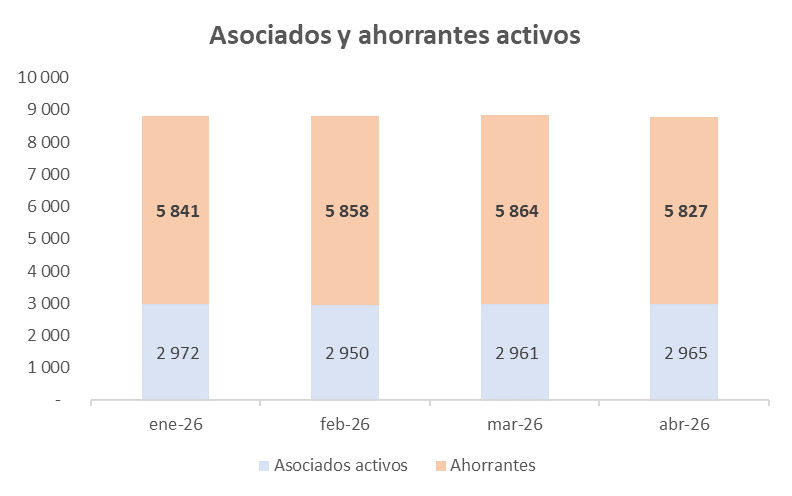 Asociados y ahorrantes activos
10 000
9 000
8 000
7 000
6 000
5 000
4 000
3 000
2 000
1 000
-
5 841 5 858 5 864 5 827
2 972 2 950 2 961 2 965
ene-26 feb-26 mar-26 abr-26
Asociados activos Ahorrantes